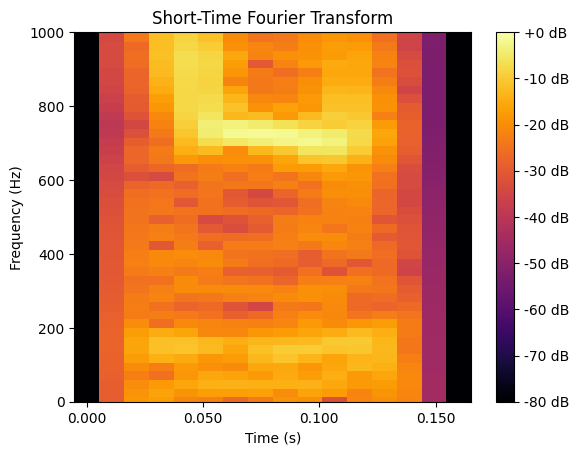 Short-Time Fourier Transform
1000
800
600
400
200
0
Frequency (Hz)
0.000
0.050
0.100
0.150
Time (s)
+0 dB
-10 dB
-20 dB
-30 dB
-40 dB
-50 dB
-60 dB
-70 dB
-80 dB